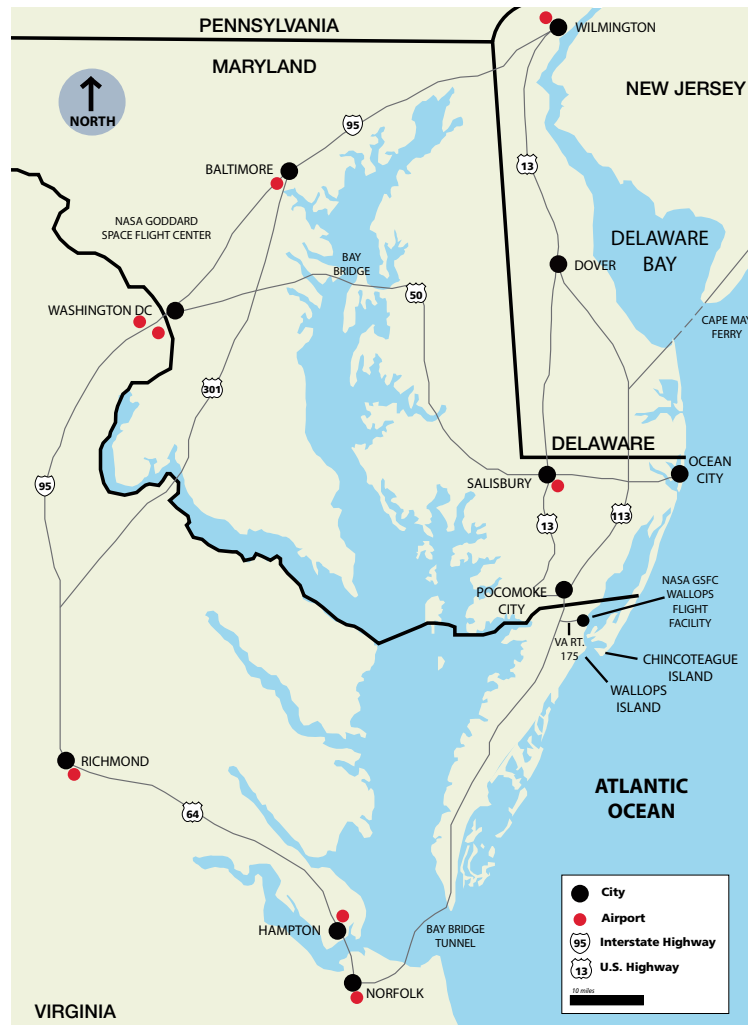 PENNSYLVANIA
WILMINGTON
MARYLAND
NEW JERSEY
NORTH
95
BALTIMORE
13
NASA GODDARD
SPACE FLIGHT CENTER
DELAWARE
BAY
BAY
BRIDGE
DOVER
50
WASHINGTON DC
CAPE MAY
FERRY
301
DELAWARE
OCEAN
CITY
95
SALISBURY
13
113
NASA GSFC
WALLOPS
FLIGHT
FACILITY
POCOMOKE
CITY
VA RT.
175
CHINCOTEAGUE
ISLAND
WALLOPS
ISLAND
RICHMOND
ATLANTIC
OCEAN
64
City
Airport
HAMPTON
BAY BRIDGE
TUNNEL
95 Interstate Highway
13 U.S. Highway
NORFOLK
10 miles
VIRGINIA